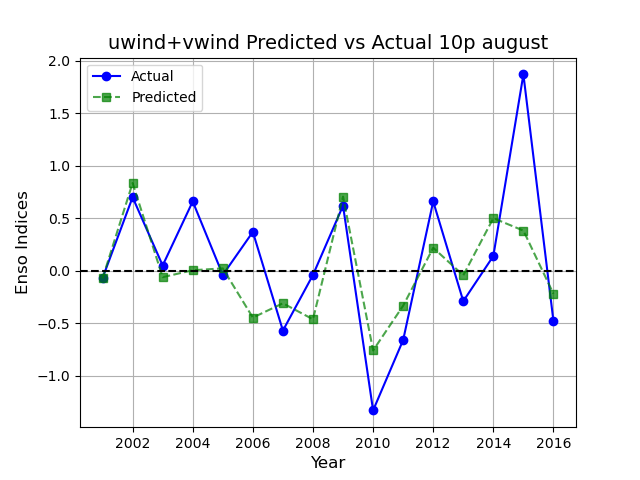 uwind+vwind Predicted vs Actual 10p august
Actual
Predicted
Enso Indices
2.0
1.5
1.0
0.5
0.0
−0.5
−1.0
2002 2004 2006 2008 2010 2012 2014 2016
Year